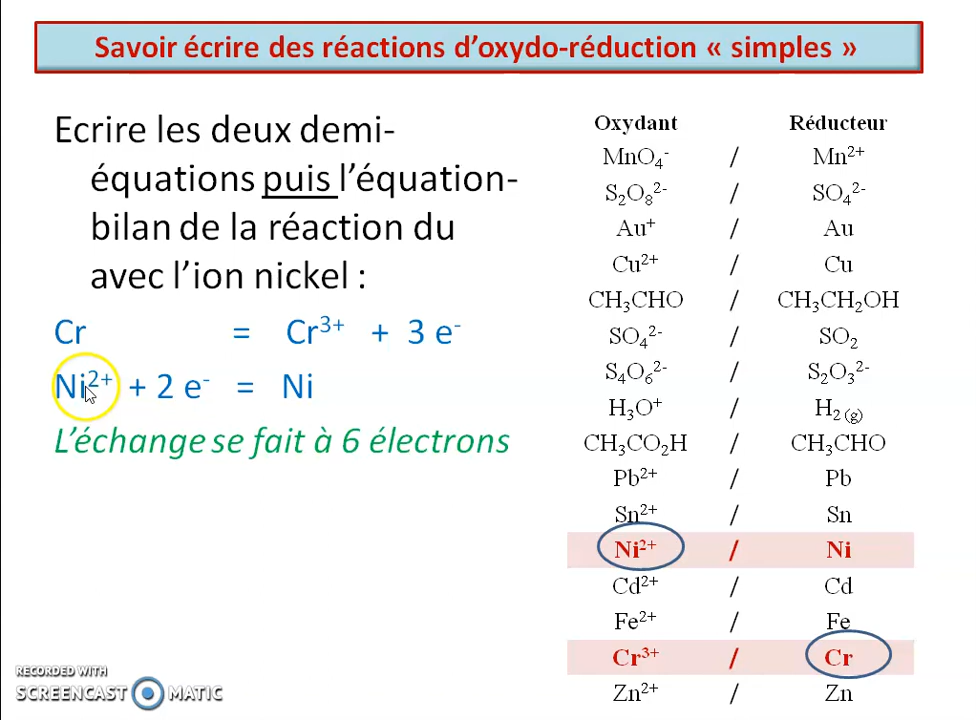 Savoir écrire des réactions d'oxydo-réduction « simples »
Ecrire les deux demi-
équations puis l'équation-
bilan de la réaction du
avec l'ion nickel :
Cr = Cr³⁺ + 3 e⁻
Ni²⁺ + 2 e⁻ = Ni
L'échange se fait à 6 électrons
Oxydant Réducteur
MnO₄⁻ / Mn²⁺
S₂O₈²⁻ / SO₄²⁻
Au⁺ / Au
Cu²⁺ / Cu
CH₃CHO / CH₃CH₂OH
SO₄²⁻ / SO₂
S₄O₆²⁻ / S₂O₃²⁻
H₃O⁺ / H₂ (g)
CH₃CO₂H / CH₃CHO
Pb²⁺ / Pb
Sn²⁺ / Sn
Ni²⁺ / Ni
Cd²⁺ / Cd
Fe²⁺ / Fe
Cr³⁺ / Cr
Zn²⁺ / Zn
RECORDED WITH
SCREENCAST MATIC